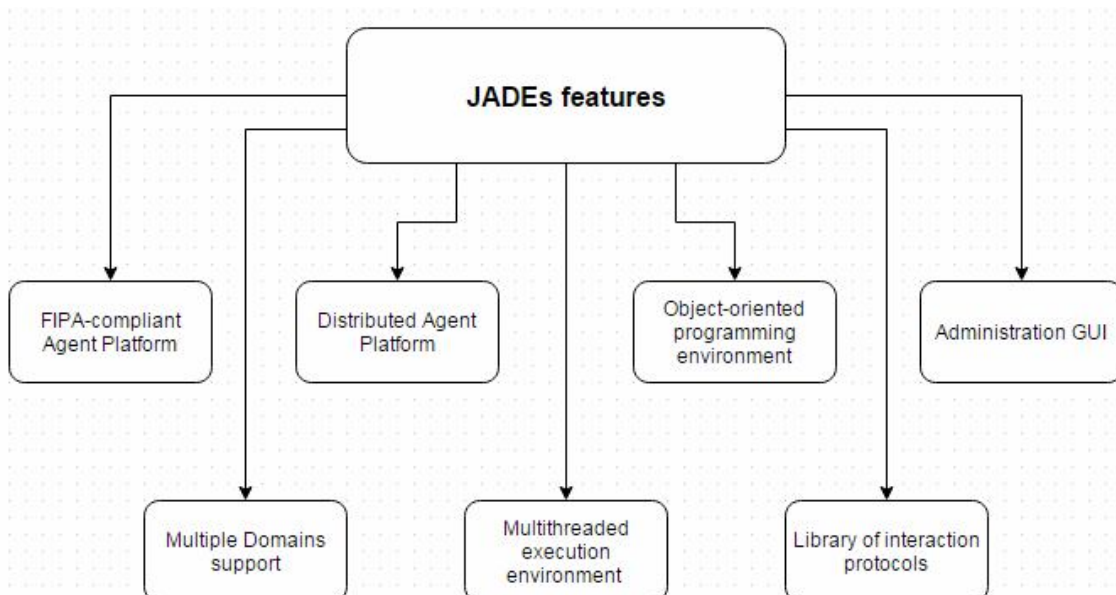 JADEs features
FIPA-compliant
Agent Platform
Distributed Agent
Platform
Object-oriented
programming
environment
Administration GUI
Multiple Domains
support
Multithreaded
execution
environment
Library of interaction
protocols